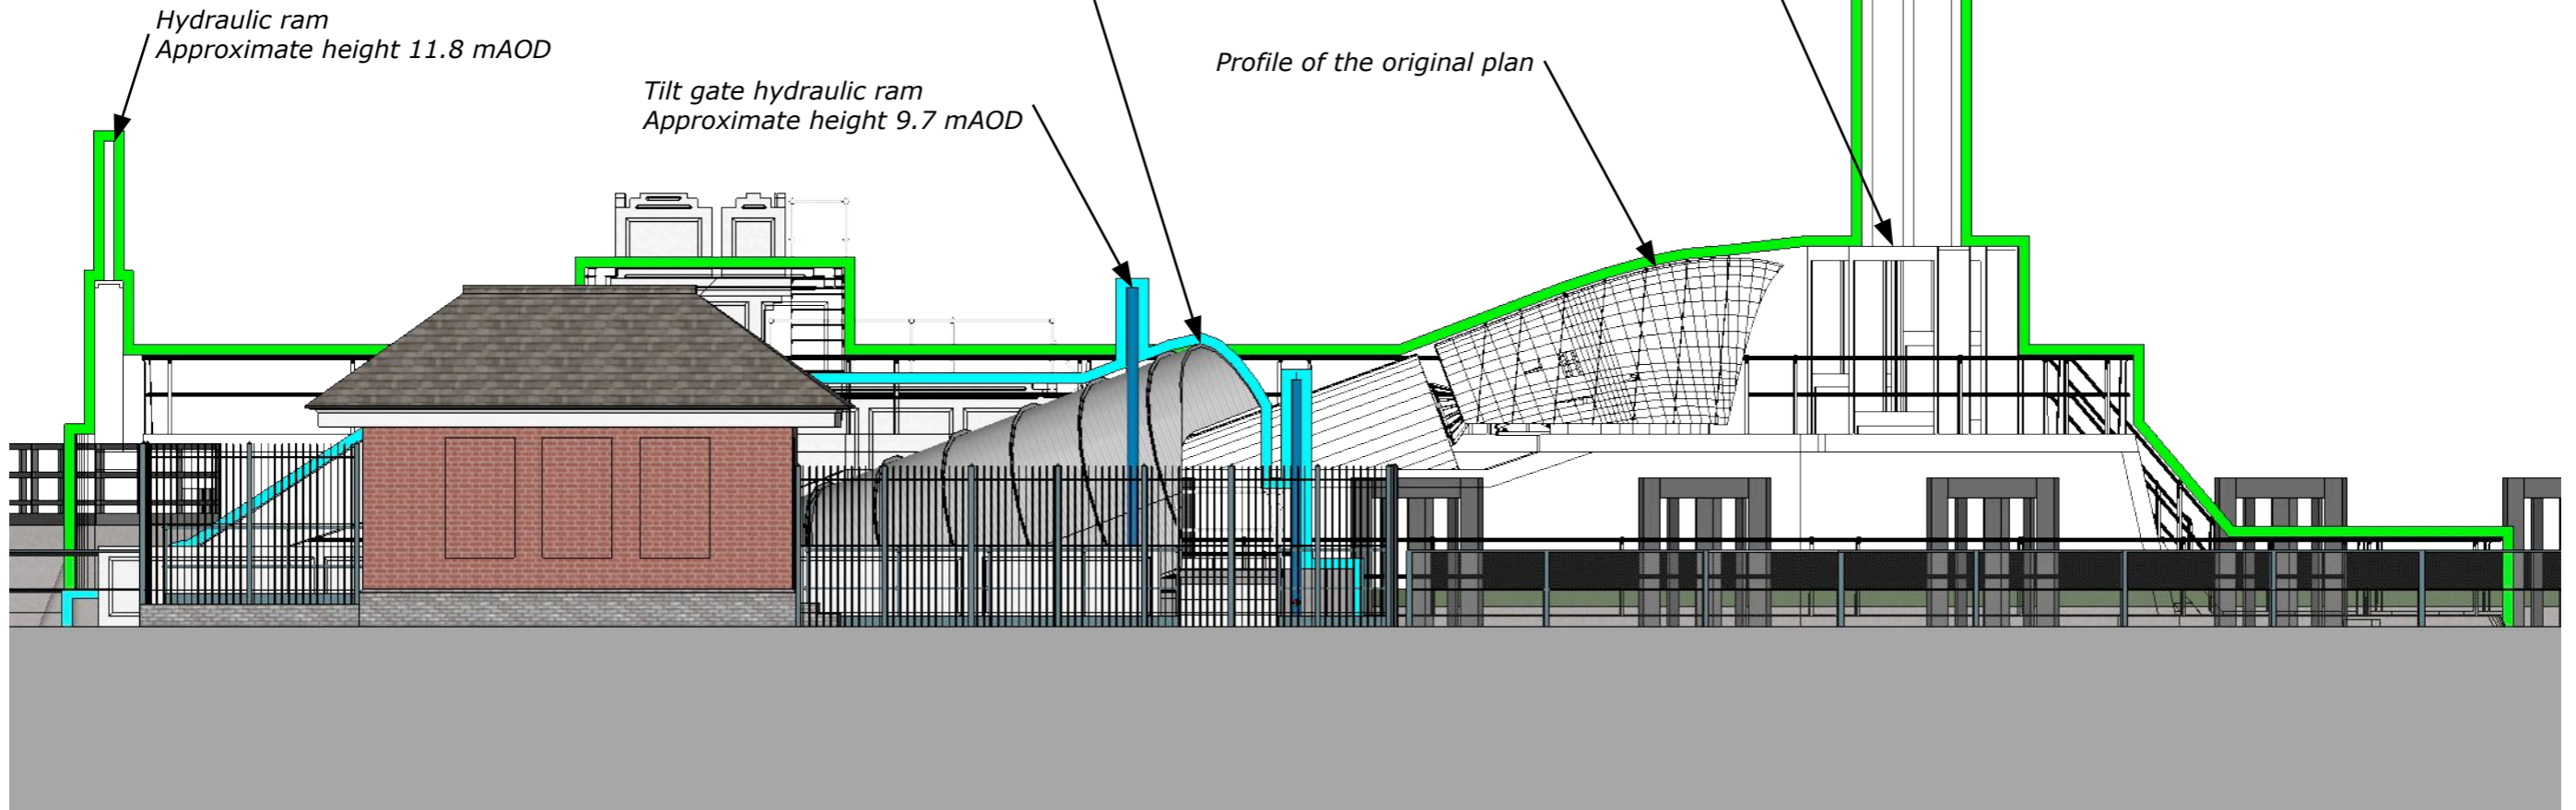 Hydraulic ram
Approximate height 11.8 mAOD
Tilt gate hydraulic ram
Approximate height 9.7 mAOD
Profile of the original plan